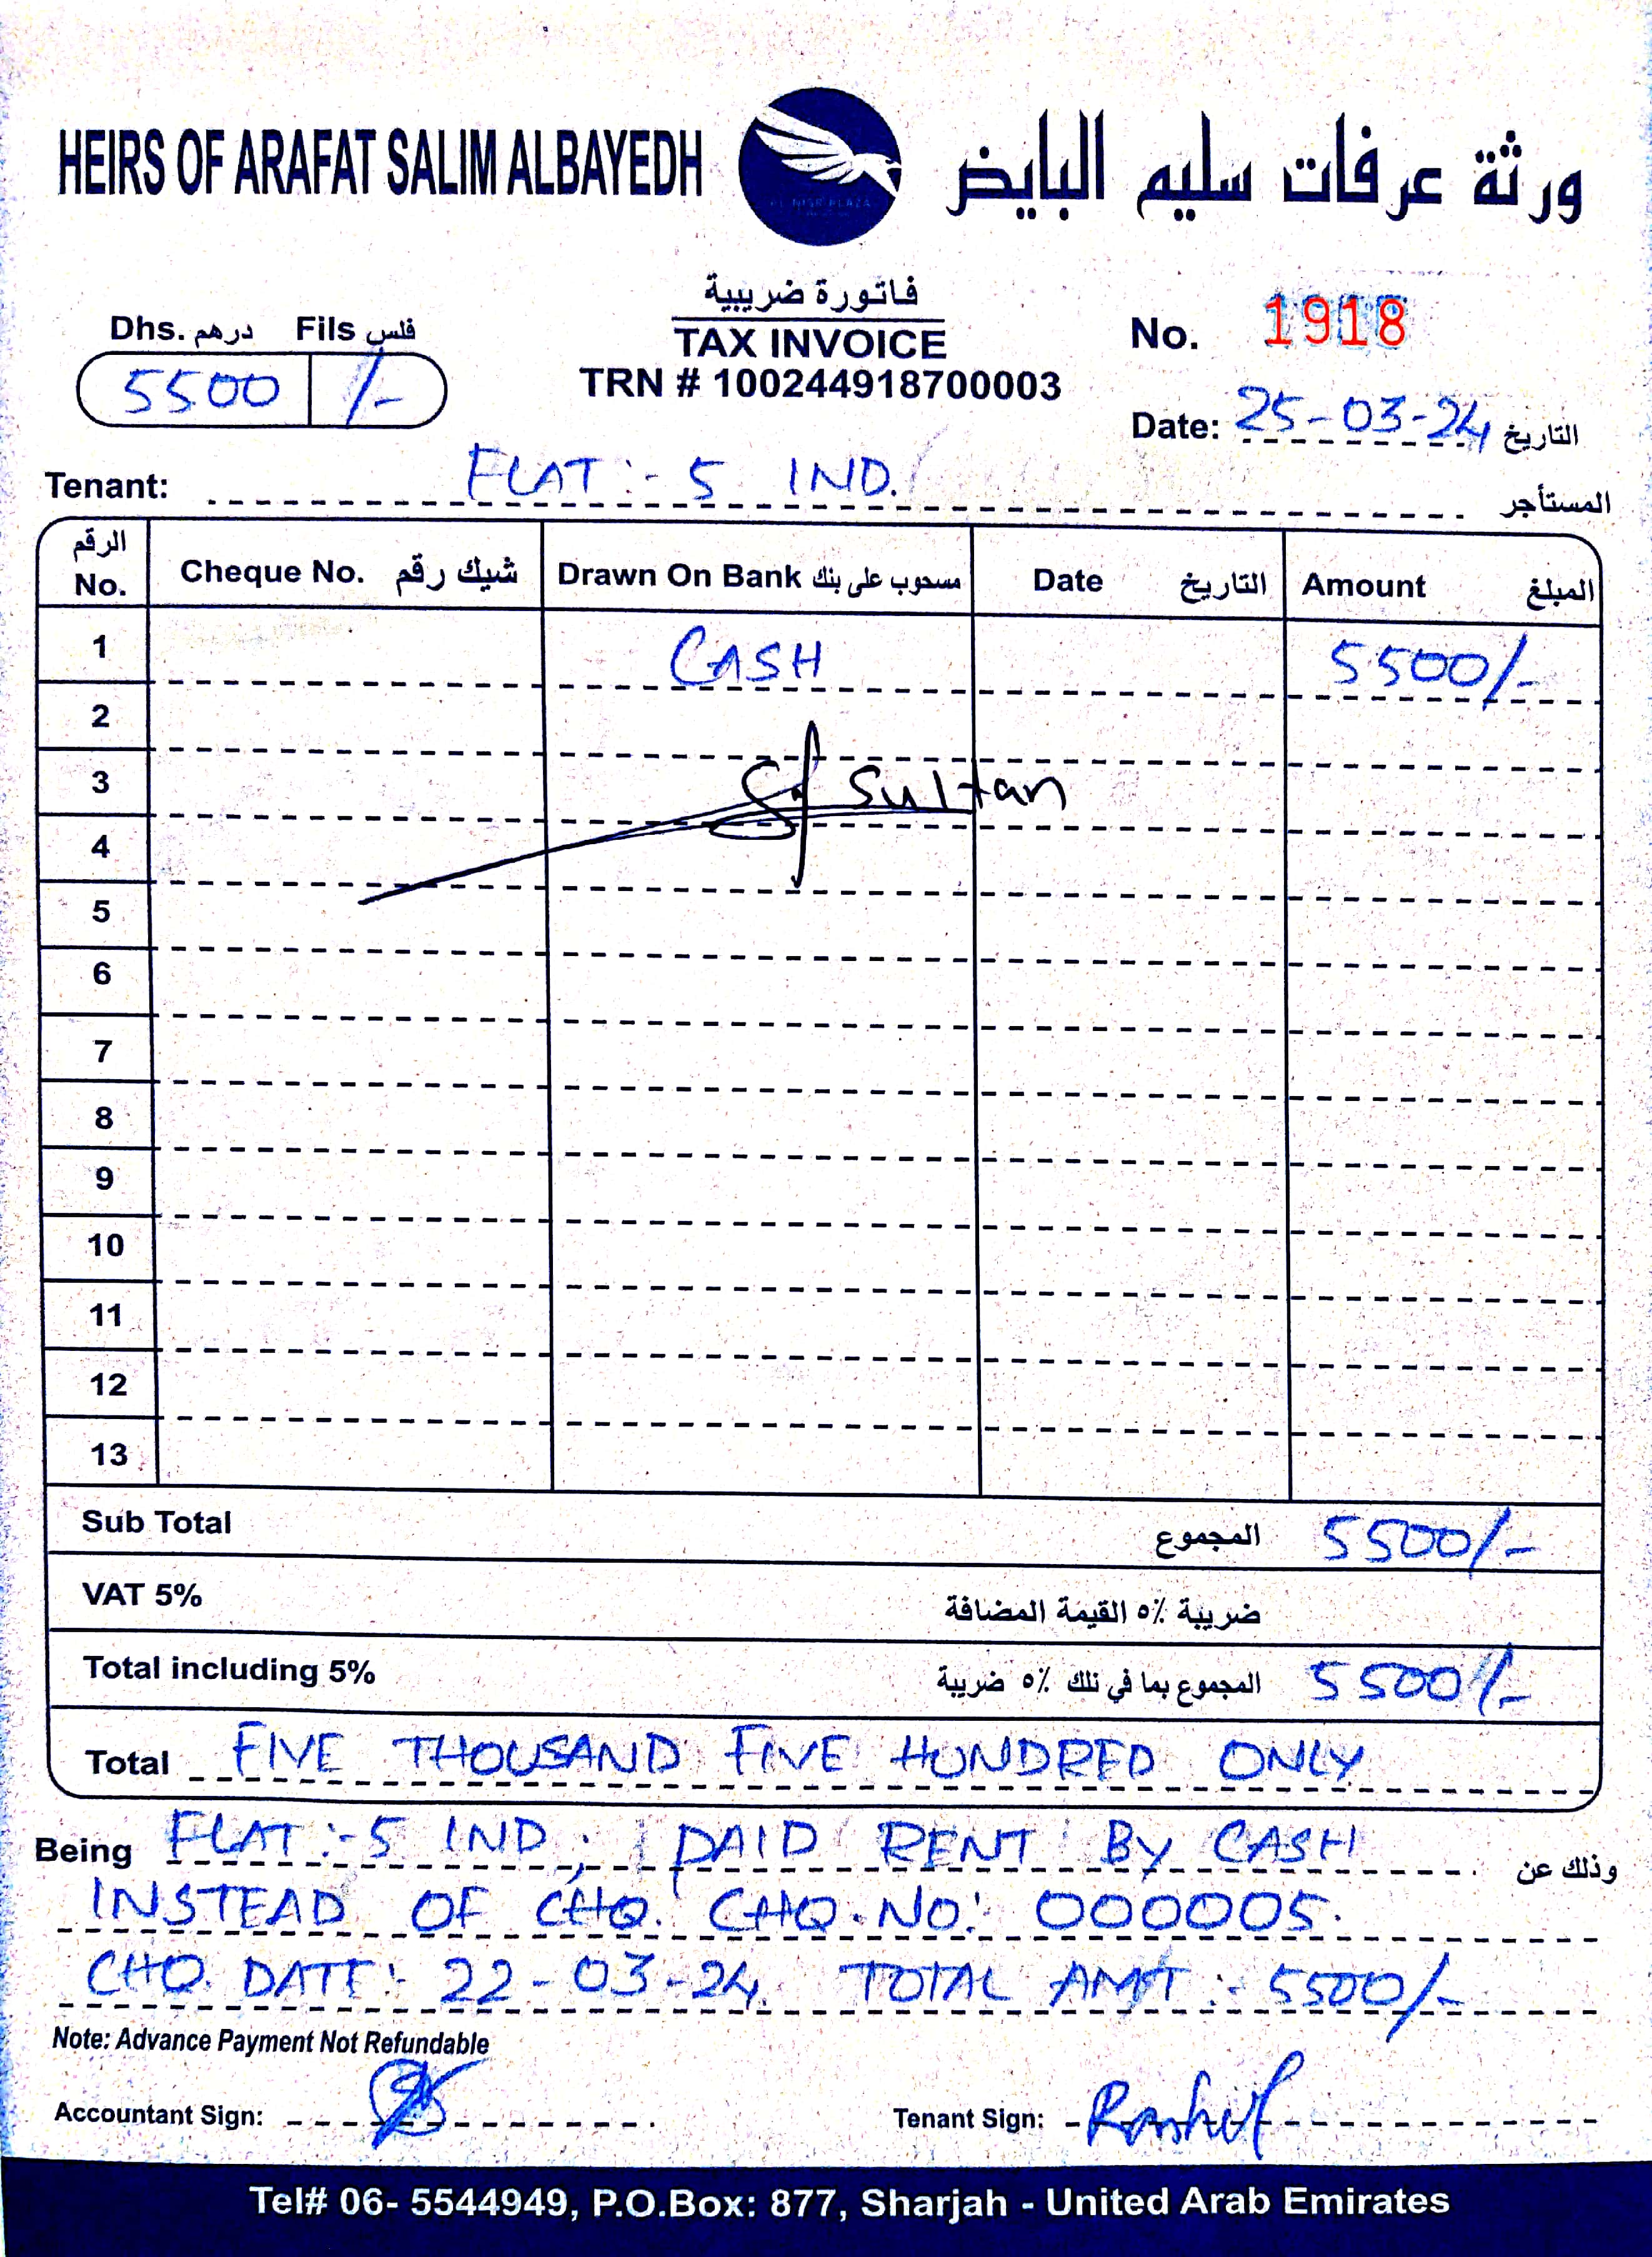 HEIRS OF ARAFAT SALIM ALBAYEDH
ورثة عرفات سليم البايض
AL NISR PLAZA
فاتورة ضريبية
TAX INVOICE
TRN # 100244918700003
Dhs. درهم Fils فلس
5500 /-
No. 1918
Date: 25-03-24 التاريخ
Tenant: FLAT :- 5 IND. المستأجر
الرقم No. Cheque No. شيك رقم Drawn On Bank مسحوب على بنك Date التاريخ Amount المبلغ
1 CASH 5500/-
2
3 Sultan
4
5
6
7
8
9
10
11
12
13
Sub Total المجموع 5500/-
VAT 5% ضريبة ٥٪ القيمة المضافة
Total including 5% المجموع بما في ذلك ٥٪ ضريبة 5500/-
Total FIVE THOUSAND FIVE HUNDRED ONLY
Being FLAT :- 5 IND, PAID RENT BY CASH وذلك عن
INSTEAD OF CHQ. CHQ. NO: 000005.
CHQ. DATE:- 22-03-24. TOTAL AMT :- 5500/-
Note: Advance Payment Not Refundable
Accountant Sign:
Tenant Sign: Rashid
Tel# 06- 5544949, P.O.Box: 877, Sharjah - United Arab Emirates